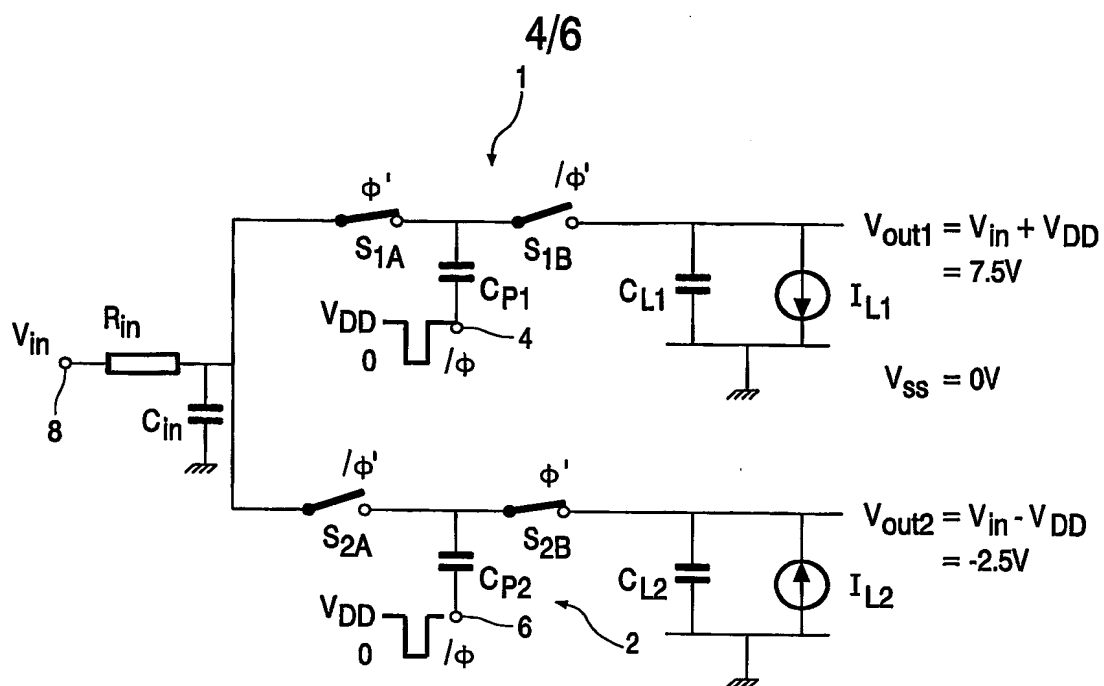 4/6
1
ϕ'
/ϕ'
S1A
S1B
Vout1 = Vin + VDD
= 7.5V
CP1
CL1
IL1
VDD
0
/ϕ
4
Vin
Rin
8
Cin
Vss = 0V
/ϕ'
ϕ'
S2A
S2B
Vout2 = Vin - VDD
= -2.5V
CP2
CL2
IL2
VDD
0
/ϕ
6
2